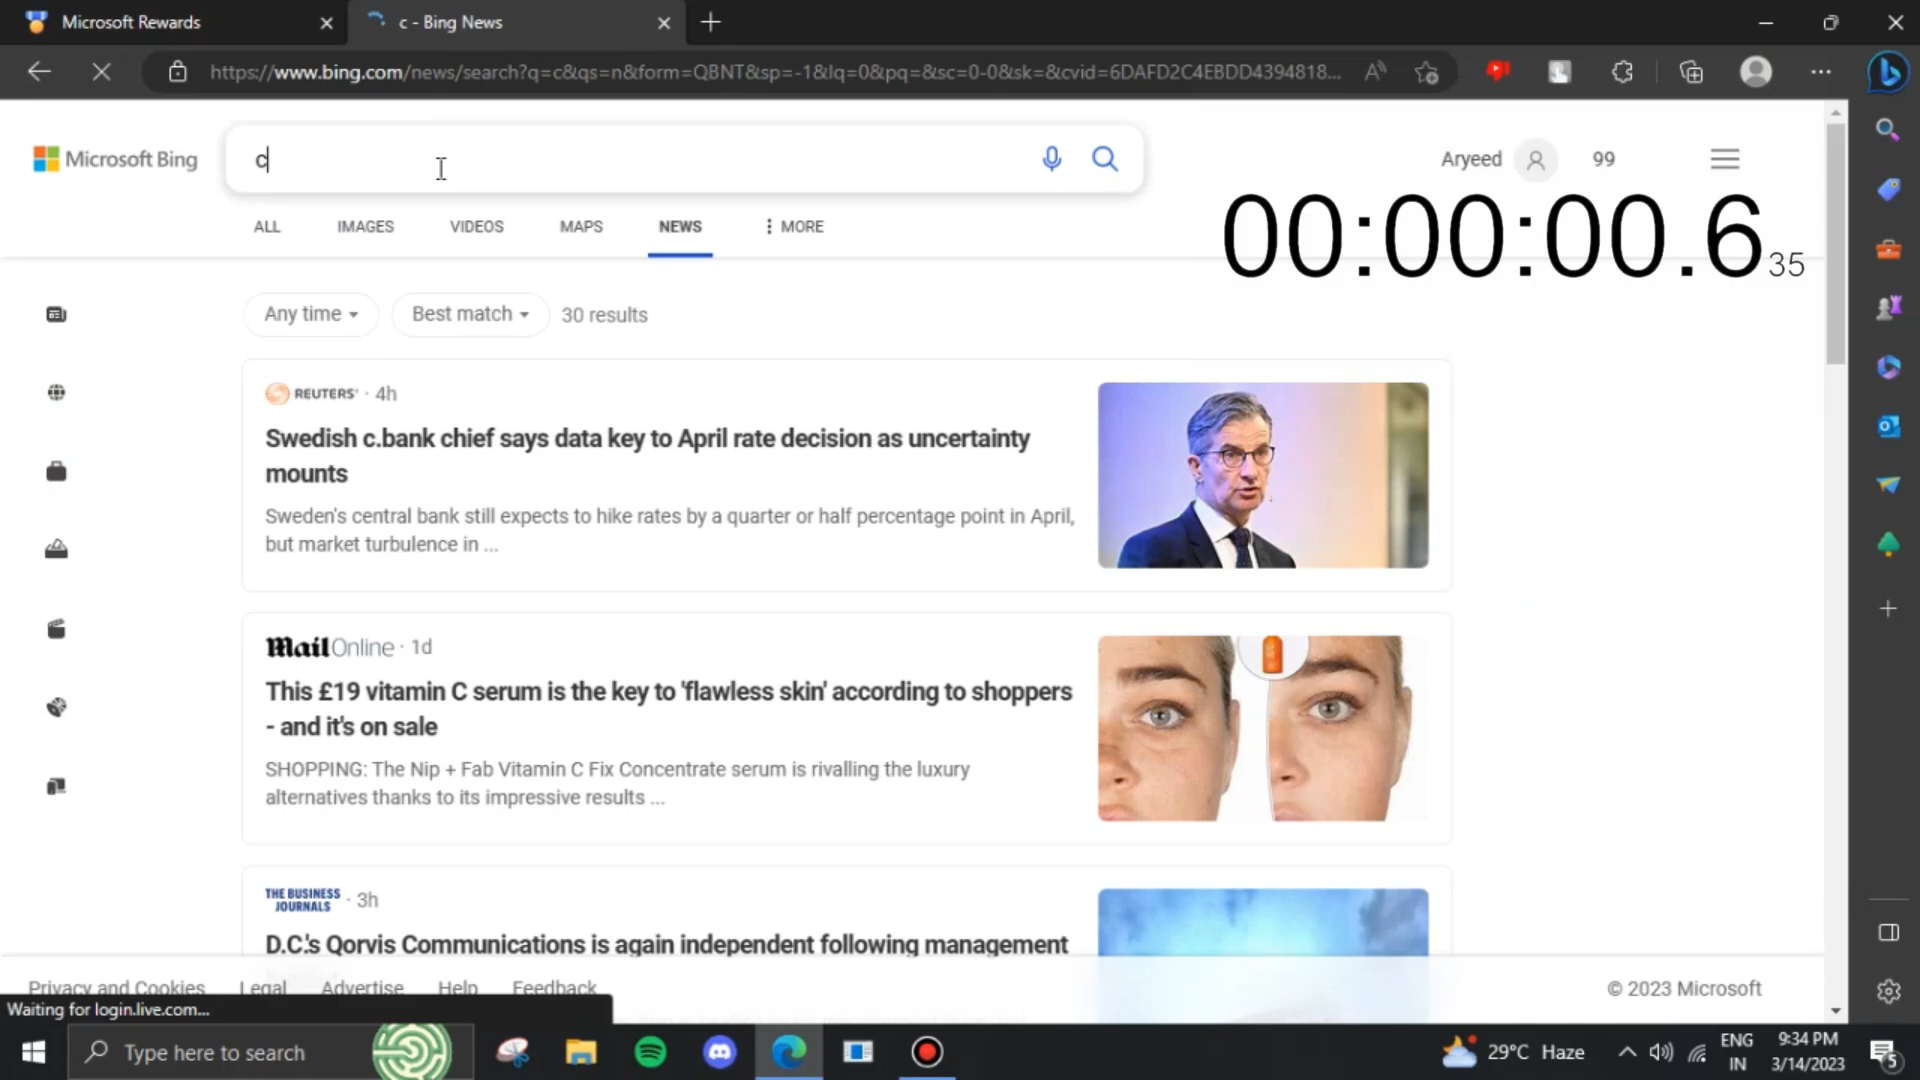 Microsoft Rewards
c - Bing News
https://www.bing.com/news/search?q=c&qs=n&form=QBNT&sp=-1&lq=0&pq=&sc=0-0&sk=&cvid=6DAFD2C4EBDD4394818...
Microsoft Bing
c
Aryeed
99
ALL
IMAGES
VIDEOS
MAPS
NEWS
MORE
00:00:00.635
Any time
Best match
30 results
REUTERS · 4h
Swedish c.bank chief says data key to April rate decision as uncertainty
mounts
Sweden's central bank still expects to hike rates by a quarter or half percentage point in April,
but market turbulence in ...
MailOnline · 1d
This £19 vitamin C serum is the key to 'flawless skin' according to shoppers
- and it's on sale
SHOPPING: The Nip + Fab Vitamin C Fix Concentrate serum is rivalling the luxury
alternatives thanks to its impressive results ...
THE BUSINESS
JOURNALS · 3h
D.C.'s Qorvis Communications is again independent following management
Privacy and Cookies
Legal
Advertise
Help
Feedback
© 2023 Microsoft
Waiting for login.live.com...
Type here to search
29°C Haze
ENG
IN
9:34 PM
3/14/2023
5